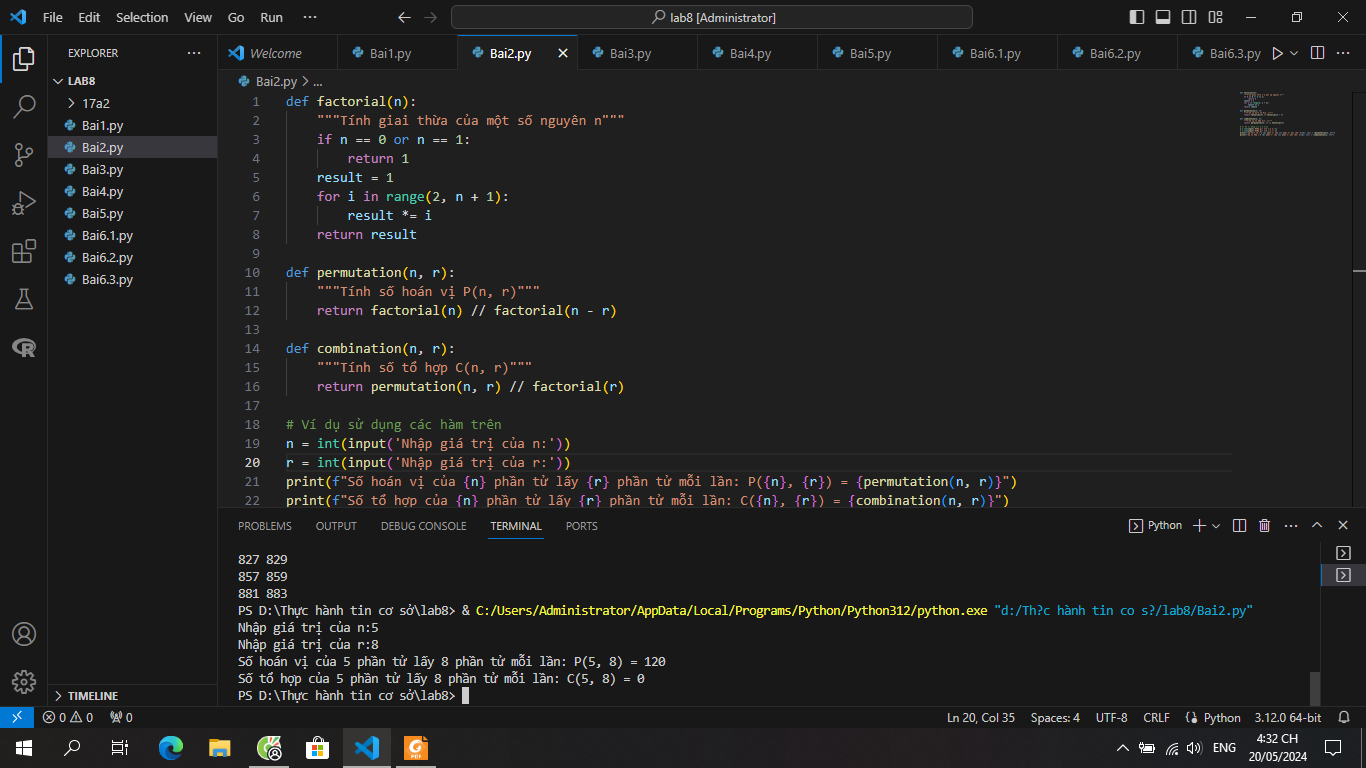 File Edit Selection View Go Run ··· lab8 [Administrator]
EXPLORER ···
Welcome Bai1.py Bai2.py Bai3.py Bai4.py Bai5.py Bai6.1.py Bai6.2.py Bai6.3.py ···
LAB8
17a2
Bai1.py
Bai2.py
Bai3.py
Bai4.py
Bai5.py
Bai6.1.py
Bai6.2.py
Bai6.3.py
TIMELINE
Bai2.py > ...
1 def factorial(n):
2 """Tính giai thừa của một số nguyên n"""
3 if n == 0 or n == 1:
4 return 1
5 result = 1
6 for i in range(2, n + 1):
7 result *= i
8 return result
9
10 def permutation(n, r):
11 """Tính số hoán vị P(n, r)"""
12 return factorial(n) // factorial(n - r)
13
14 def combination(n, r):
15 """Tính số tổ hợp C(n, r)"""
16 return permutation(n, r) // factorial(r)
17
18 # Ví dụ sử dụng các hàm trên
19 n = int(input('Nhập giá trị của n:'))
20 r = int(input('Nhập giá trị của r:'))
21 print(f"Số hoán vị của {n} phần tử lấy {r} phần tử mỗi lần: P({n}, {r}) = {permutation(n, r)}")
22 print(f"Số tổ hợp của {n} phần tử lấy {r} phần tử mỗi lần: C({n}, {r}) = {combination(n, r)}")
PROBLEMS OUTPUT DEBUG CONSOLE TERMINAL PORTS Python ···
827 829
857 859
881 883
PS D:\Thực hành tin cơ sở\lab8> & C:/Users/Administrator/AppData/Local/Programs/Python/Python312/python.exe "d:/Th?c hành tin co s?/lab8/Bai2.py"
Nhập giá trị của n:5
Nhập giá trị của r:8
Số hoán vị của 5 phần tử lấy 8 phần tử mỗi lần: P(5, 8) = 120
Số tổ hợp của 5 phần tử lấy 8 phần tử mỗi lần: C(5, 8) = 0
PS D:\Thực hành tin cơ sở\lab8>
0 0 0 Ln 20, Col 35 Spaces: 4 UTF-8 CRLF Python 3.12.0 64-bit
ENG 4:32 CH
20/05/2024